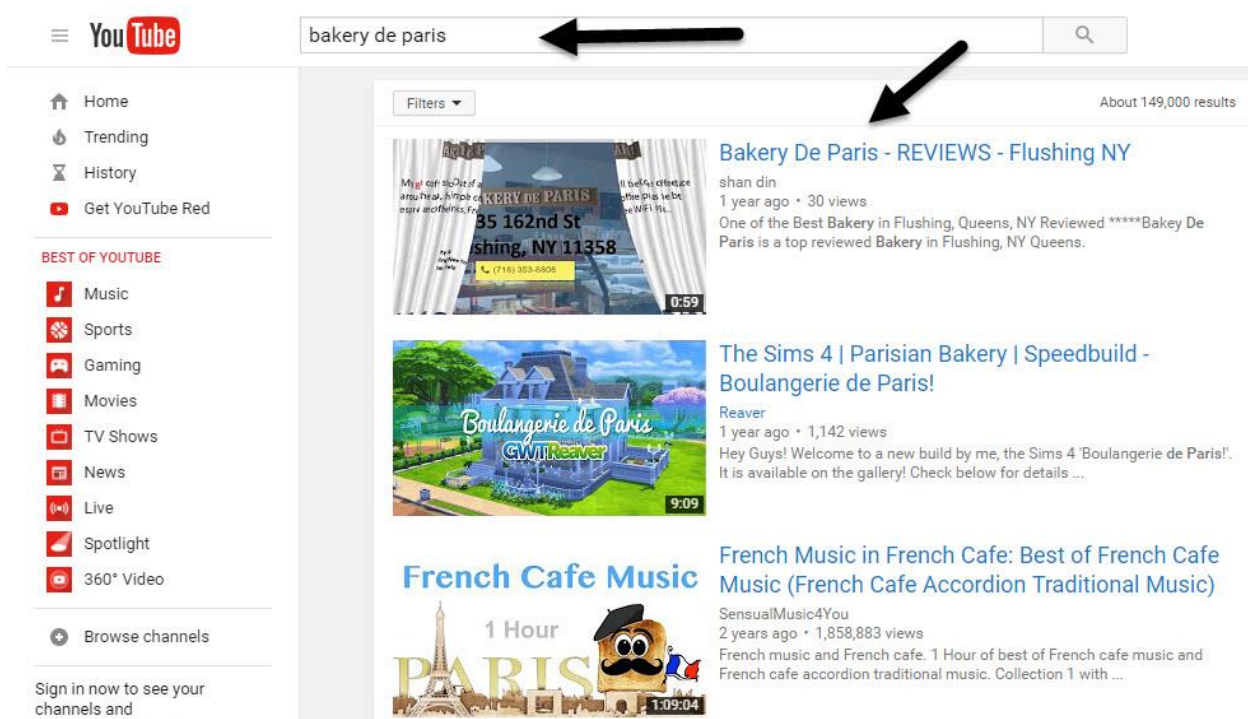 YouTube
bakery de paris
Home
Trending
History
Get YouTube Red
BEST OF YOUTUBE
Music
Sports
Gaming
Movies
TV Shows
News
Live
Spotlight
360° Video
Browse channels
Sign in now to see your
channels and
Filters
About 149,000 results
KERY DE PARIS
35 162nd St
shing, NY 11358
(718) 353-6808
0:59
Bakery De Paris - REVIEWS - Flushing NY
shan din
1 year ago • 30 views
One of the Best Bakery in Flushing, Queens, NY Reviewed *****Bakey De
Paris is a top reviewed Bakery in Flushing, NY Queens.
Boulangerie de Paris
GWTReaver
9:09
The Sims 4 | Parisian Bakery | Speedbuild -
Boulangerie de Paris!
Reaver
1 year ago • 1,142 views
Hey Guys! Welcome to a new build by me, the Sims 4 'Boulangerie de Paris!'.
It is available on the gallery! Check below for details ...
French Cafe Music
1 Hour
PARIS
1:09:04
French Music in French Cafe: Best of French Cafe
Music (French Cafe Accordion Traditional Music)
SensualMusic4You
2 years ago • 1,858,883 views
French music and French cafe. 1 Hour of best of French cafe music and
French cafe accordion traditional music. Collection 1 with ...